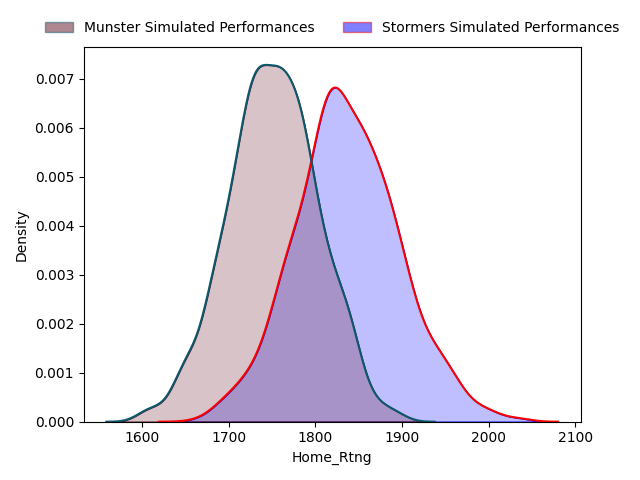 Munster Simulated Performances
Stormers Simulated Performances
0.007
0.006
0.005
0.004
0.003
0.002
0.001
0.000
Density
1600 1700 1800 1900 2000 2100
Home_Rtng